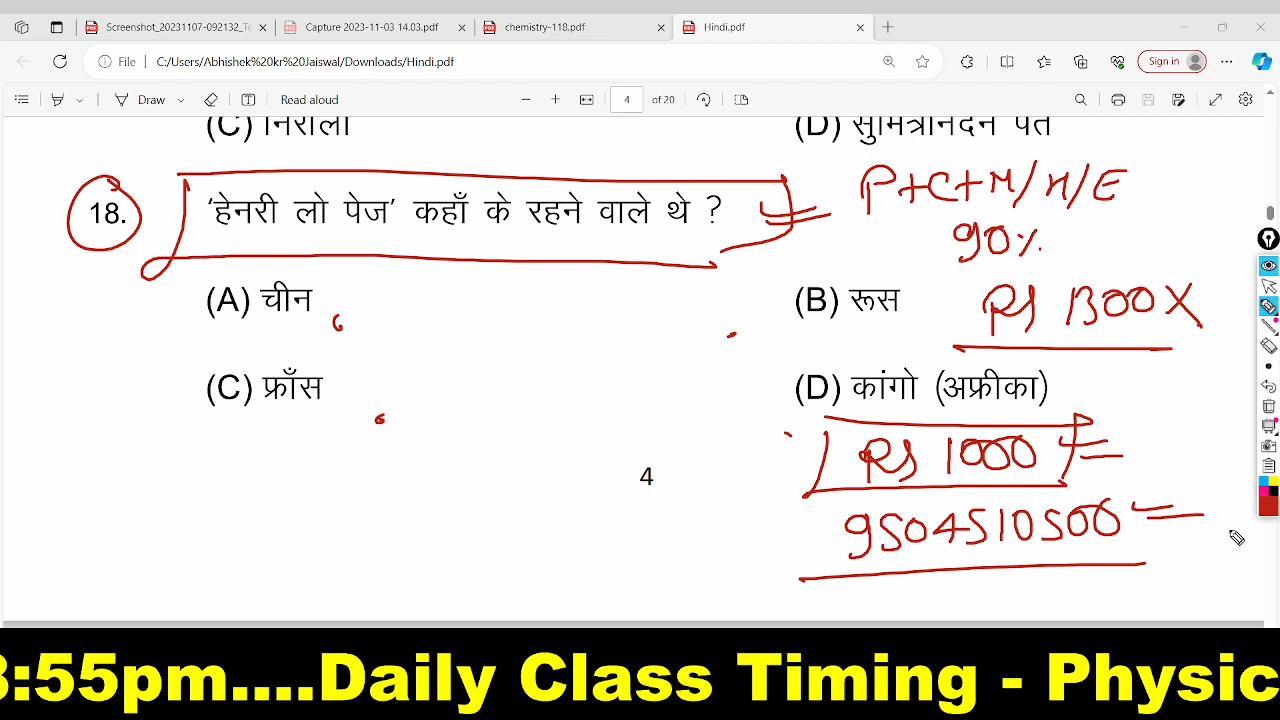 Screenshot_20231107-092132_Te
Capture 2023-11-03 14.03.pdf
chemistry-118.pdf
Hindi.pdf
File
C:/Users/Abhishek%20kr%20Jaiswal/Downloads/Hindi.pdf
Sign in
Draw
Read aloud
4 of 20
(C) निराला
(D) सुमित्रानंदन पंत
18. 'हेनरी लो पेज' कहाँ के रहने वाले थे ?
P+C+M/H/E
90%
(A) चीन
(B) रूस
Rs 1300 X
(C) फ्राँस
(D) कांगो (अफ्रीका)
Rs 1000
4
9504510500
3:55pm....Daily Class Timing - Physic